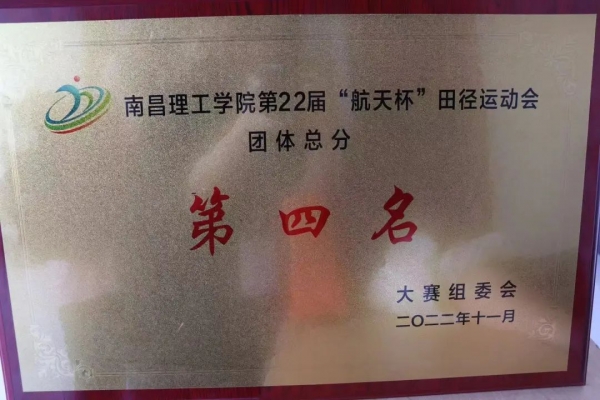 南昌理工学院第22届“航天杯”田径运动会
团体总分
第四名
大赛组委会
二〇二二年十一月